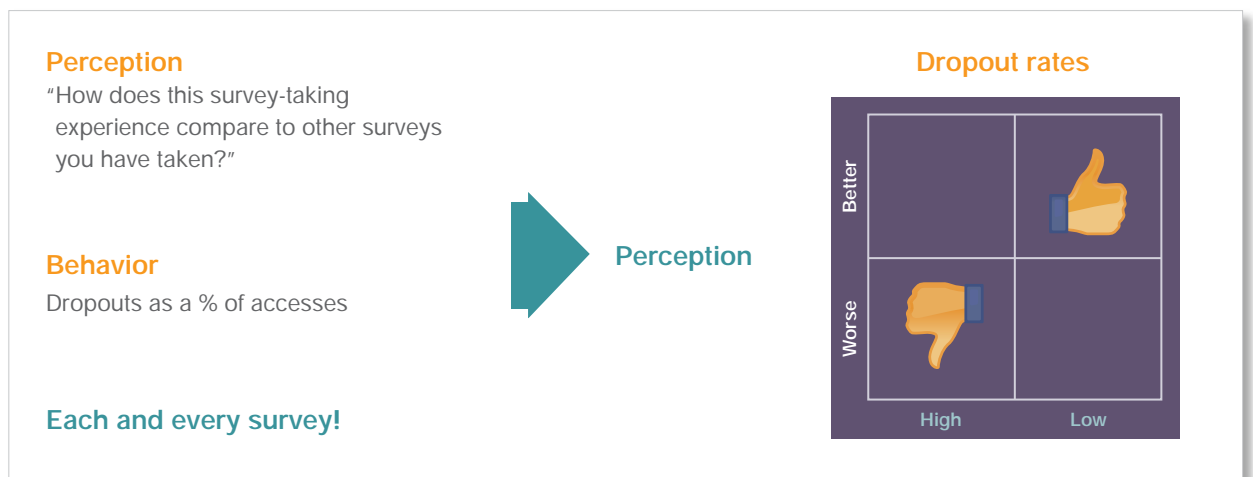 Perception
“How does this survey-taking
experience compare to other surveys
you have taken?”
Behavior
Dropouts as a % of accesses
Each and every survey!
Perception
Dropout rates
Better
Worse
High
Low